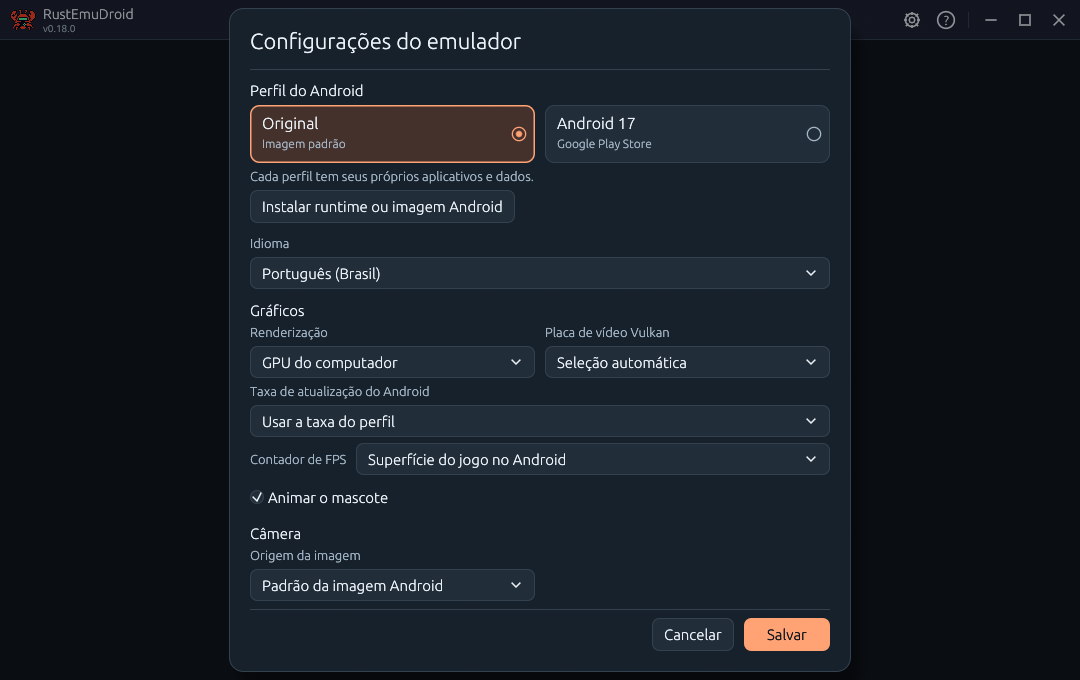 RustEmuDroid
v0.18.0
Configurações do emulador
Perfil do Android
Original
Imagem padrão
Android 17
Google Play Store
Cada perfil tem seus próprios aplicativos e dados.
Instalar runtime ou imagem Android
Idioma
Português (Brasil)
Gráficos
Renderização
Placa de vídeo Vulkan
GPU do computador
Seleção automática
Taxa de atualização do Android
Usar a taxa do perfil
Contador de FPS
Superfície do jogo no Android
Animar o mascote
Câmera
Origem da imagem
Padrão da imagem Android
Cancelar
Salvar